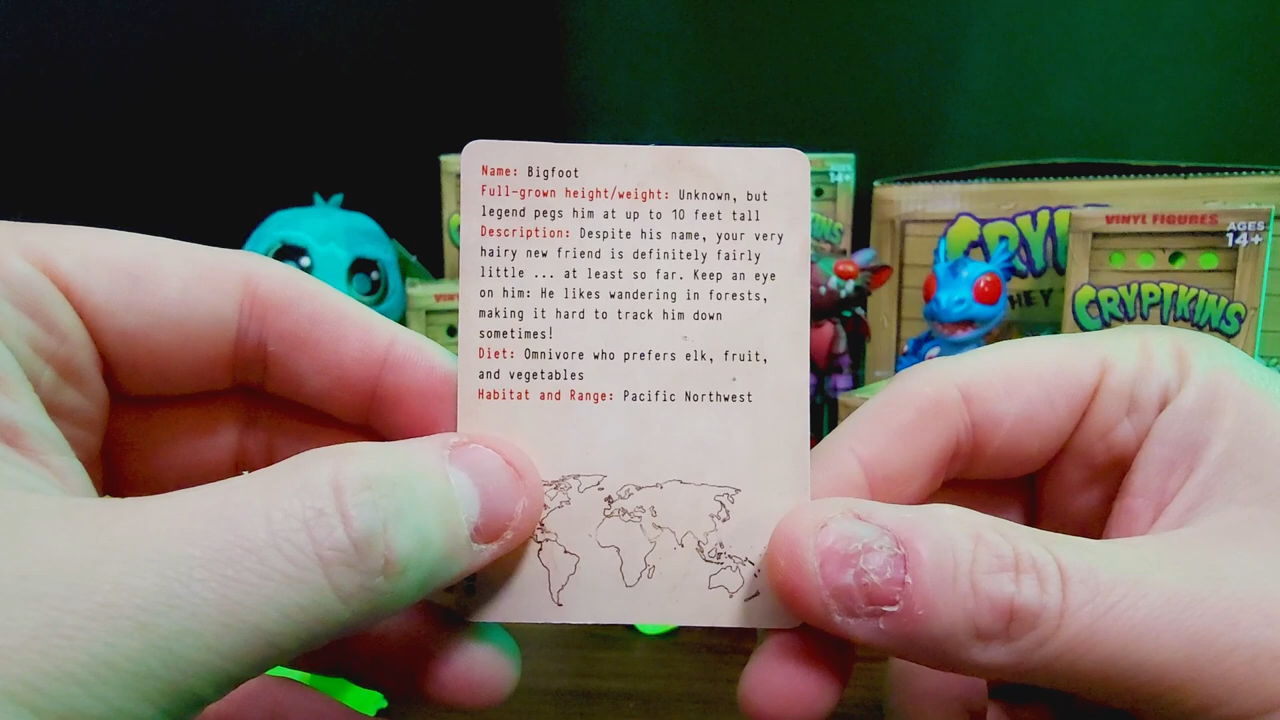 Name: Bigfoot
Full-grown height/weight: Unknown, but
legend pegs him at up to 10 feet tall
Description: Despite his name, your very
hairy new friend is definitely fairly
little ... at least so far. Keep an eye
on him: He likes wandering in forests,
making it hard to track him down
sometimes!
Diet: Omnivore who prefers elk, fruit,
and vegetables
Habitat and Range: Pacific Northwest
14+
VINYL FIGURES
AGES
14+
CRYPTKINS